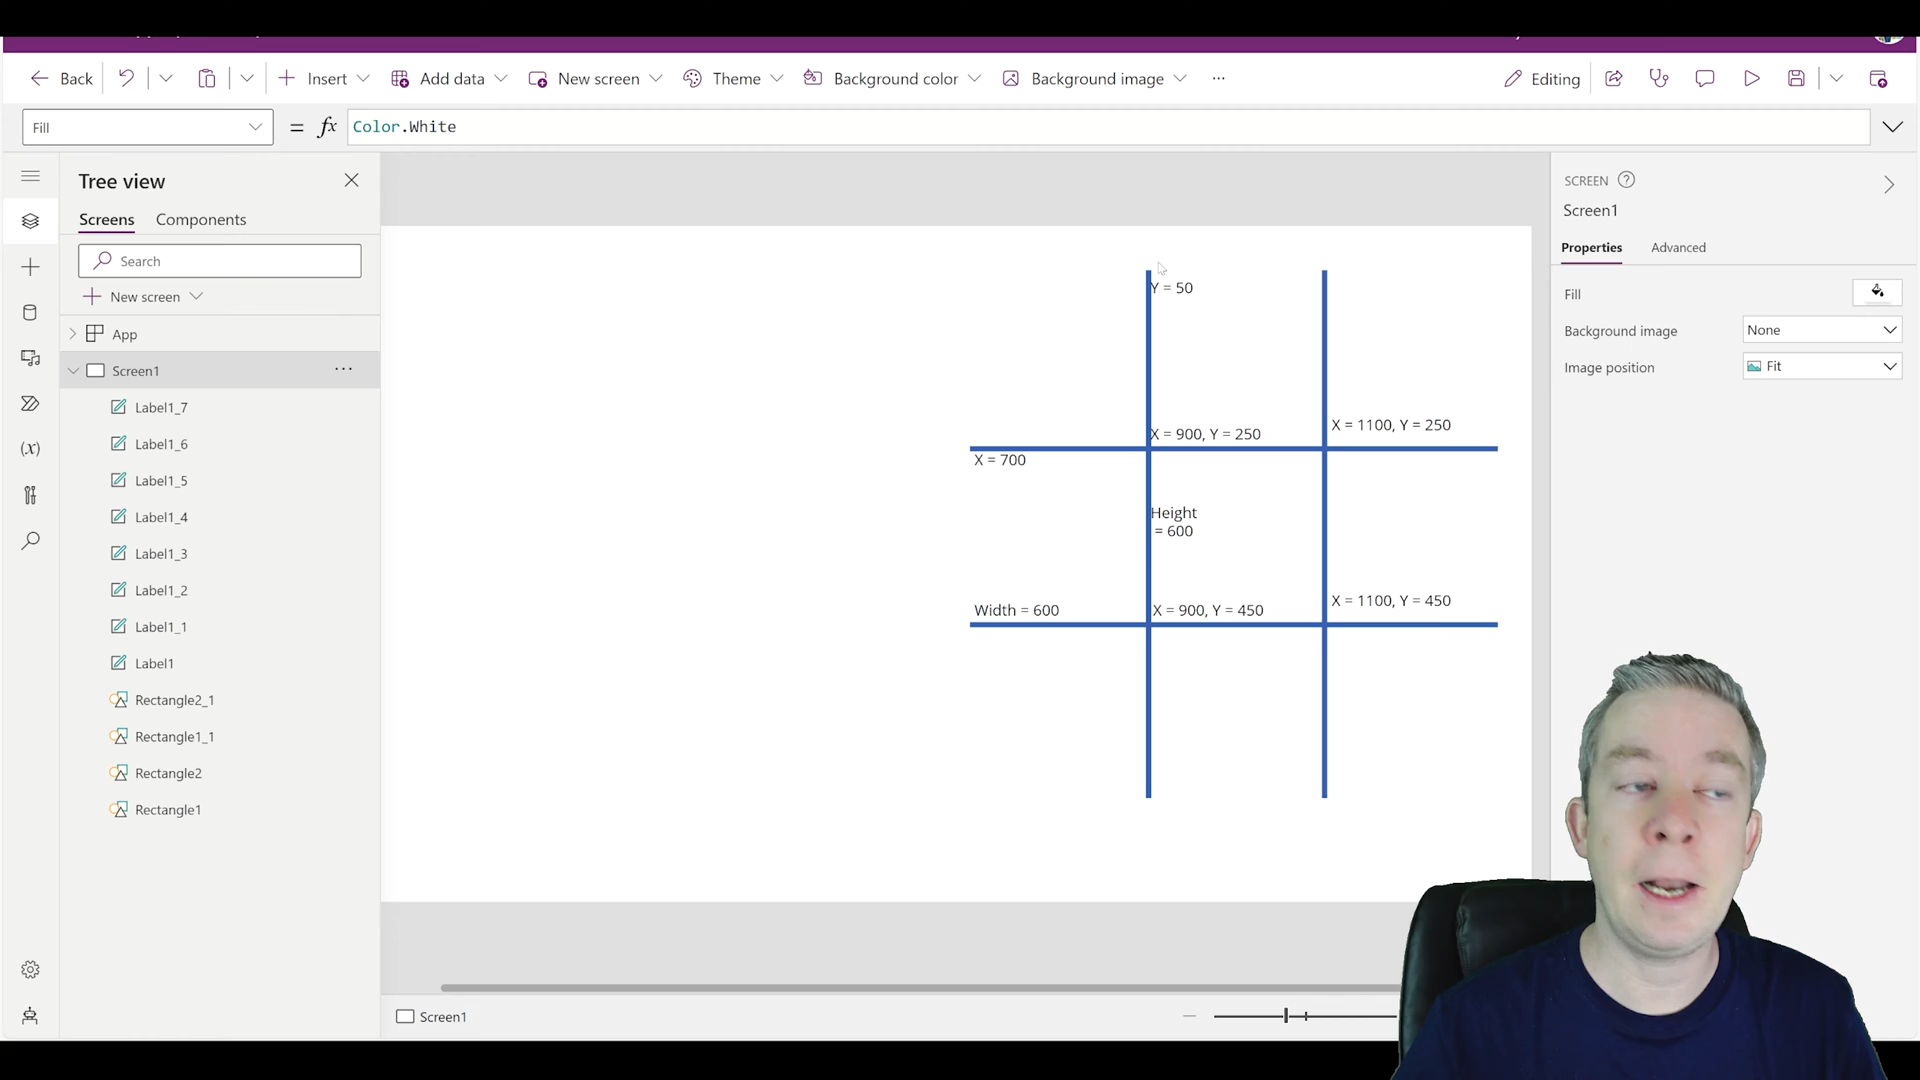 Back
Insert
Add data
New screen
Theme
Background color
Background image
...
Editing
Fill
= fx Color.White
Tree view
Screens Components
Search
New screen
App
Screen1
...
Label1_7
Label1_6
Label1_5
Label1_4
Label1_3
Label1_2
Label1_1
Label1
Rectangle2_1
Rectangle1_1
Rectangle2
Rectangle1
(x)
Y = 50
X = 900, Y = 250
X = 1100, Y = 250
X = 700
Height
= 600
Width = 600
X = 900, Y = 450
X = 1100, Y = 450
Screen1
SCREEN ?
Screen1
Properties Advanced
Fill
Background image None
Image position Fit